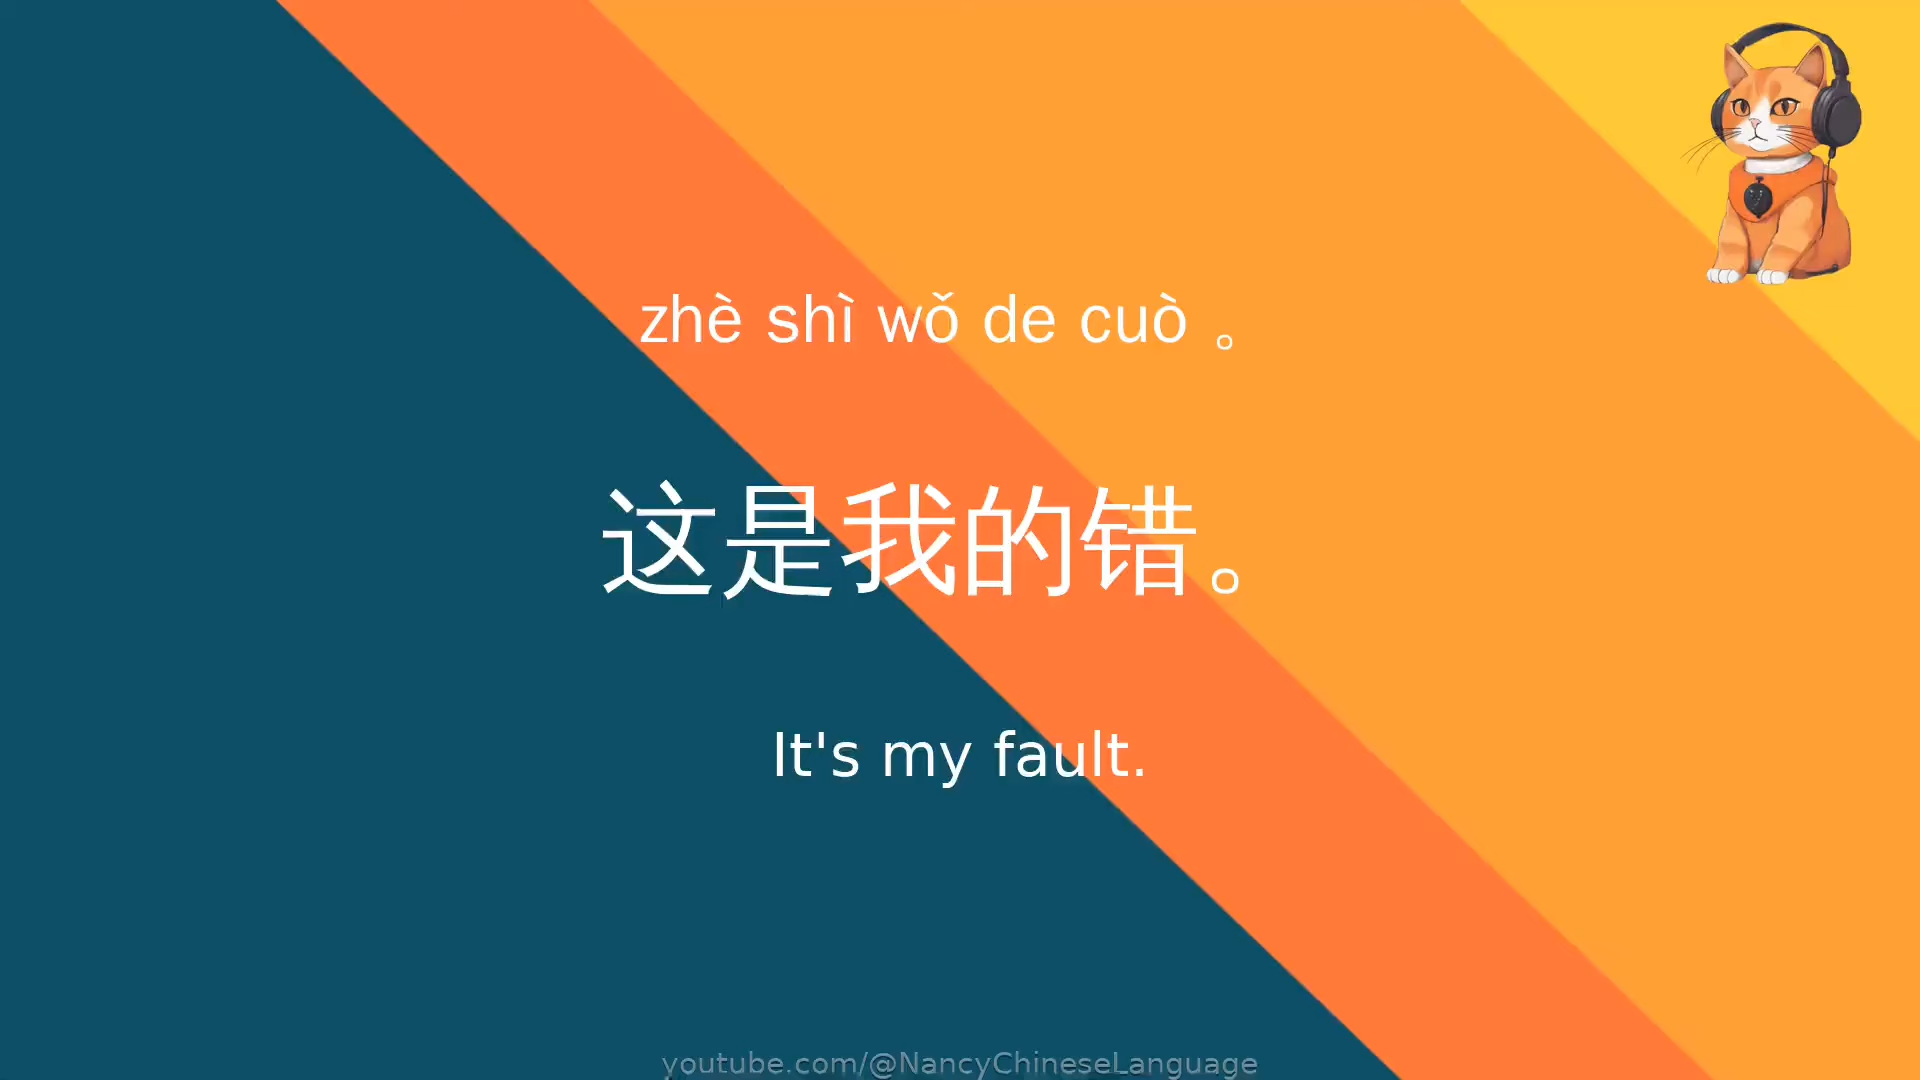 zhè shì wǒ de cuò 。
这是我的错。
It's my fault.
youtube.com/@NancyChineseLanguage